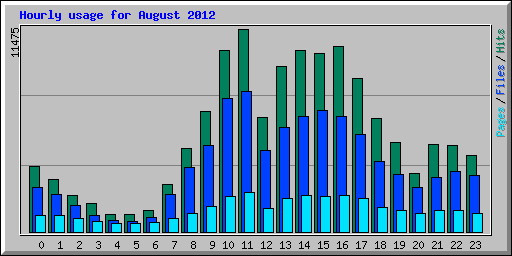 Hourly usage for August 2012
11475
Pages / Files / Hits
0 1 2 3 4 5 6 7 8 9 10 11 12 13 14 15 16 17 18 19 20 21 22 23